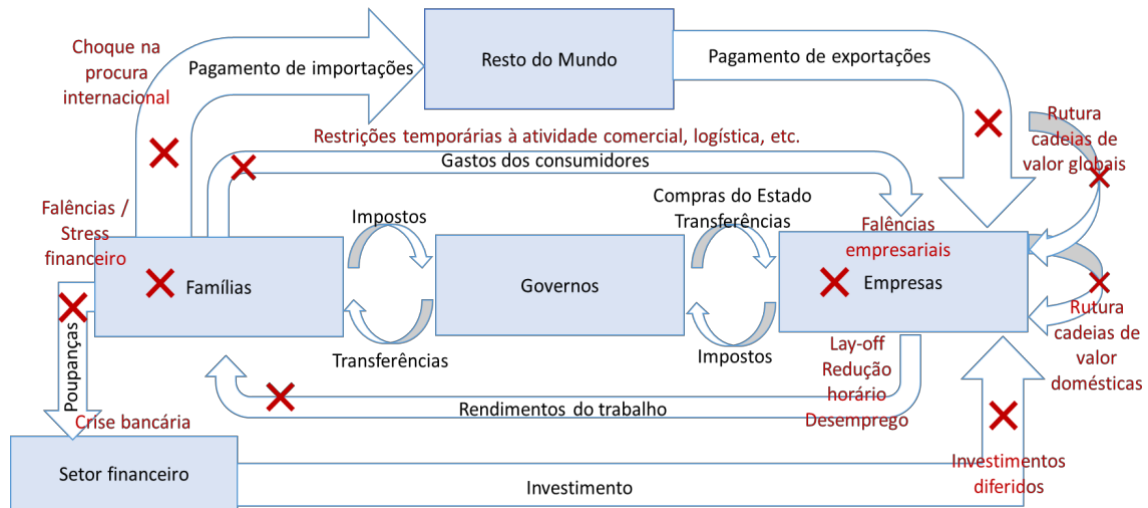 Choque na
procura
internacional
Pagamento de importações
Resto do Mundo
Pagamento de exportações
Rutura
cadeias de
valor globais
Restrições temporárias à atividade comercial, logística, etc.
Gastos dos consumidores
Falências /
Stress
financeiro
Impostos
Compras do Estado
Transferências
Falências
empresariais
Famílias
Governos
Empresas
Transferências
Impostos
Rutura
cadeias de
valor
domésticas
Lay-off
Redução
horário
Desemprego
Poupanças
Rendimentos do trabalho
Crise bancária
Setor financeiro
Investimento
Investimentos
diferidos